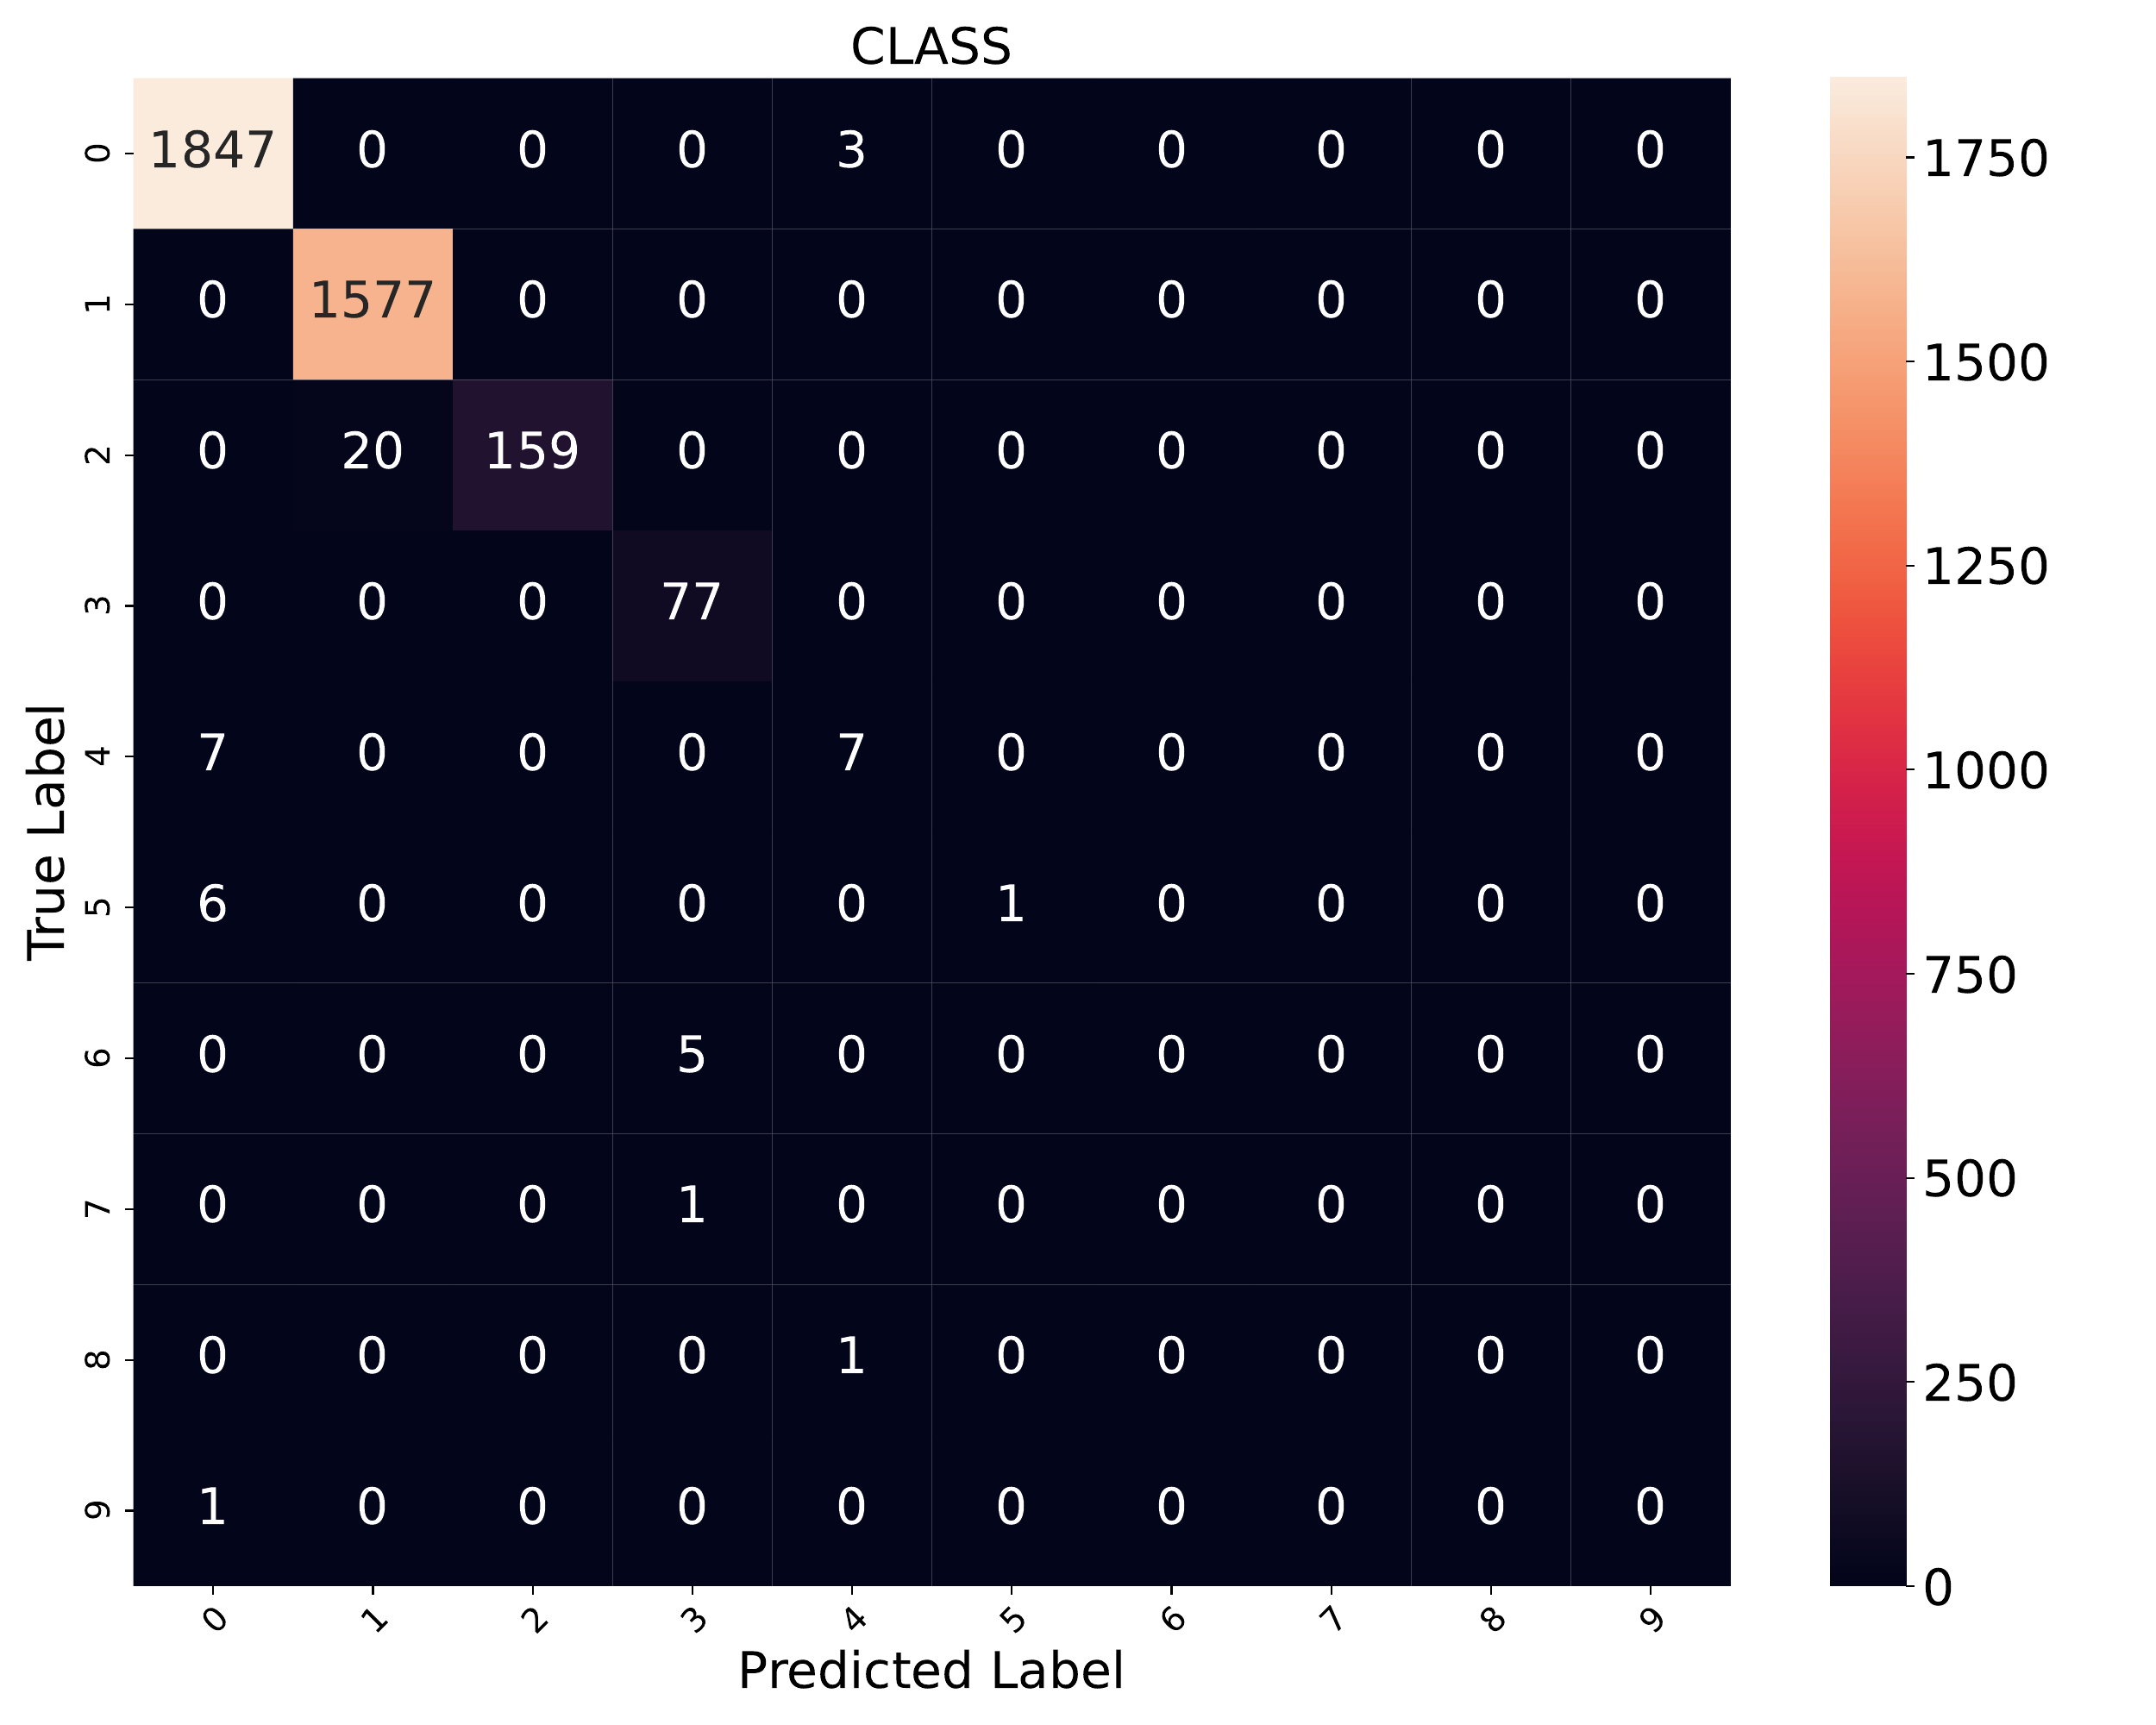 CLASS
0 1847 0 0 0 3 0 0 0 0 0
1 0 1577 0 0 0 0 0 0 0 0
2 0 20 159 0 0 0 0 0 0 0
3 0 0 0 77 0 0 0 0 0 0
4 7 0 0 0 7 0 0 0 0 0
5 6 0 0 0 0 1 0 0 0 0
6 0 0 0 5 0 0 0 0 0 0
7 0 0 0 1 0 0 0 0 0 0
8 0 0 0 0 1 0 0 0 0 0
9 1 0 0 0 0 0 0 0 0 0
0 1 2 3 4 5 6 7 8 9
Predicted Label
True Label
1750
1500
1250
1000
750
500
250
0